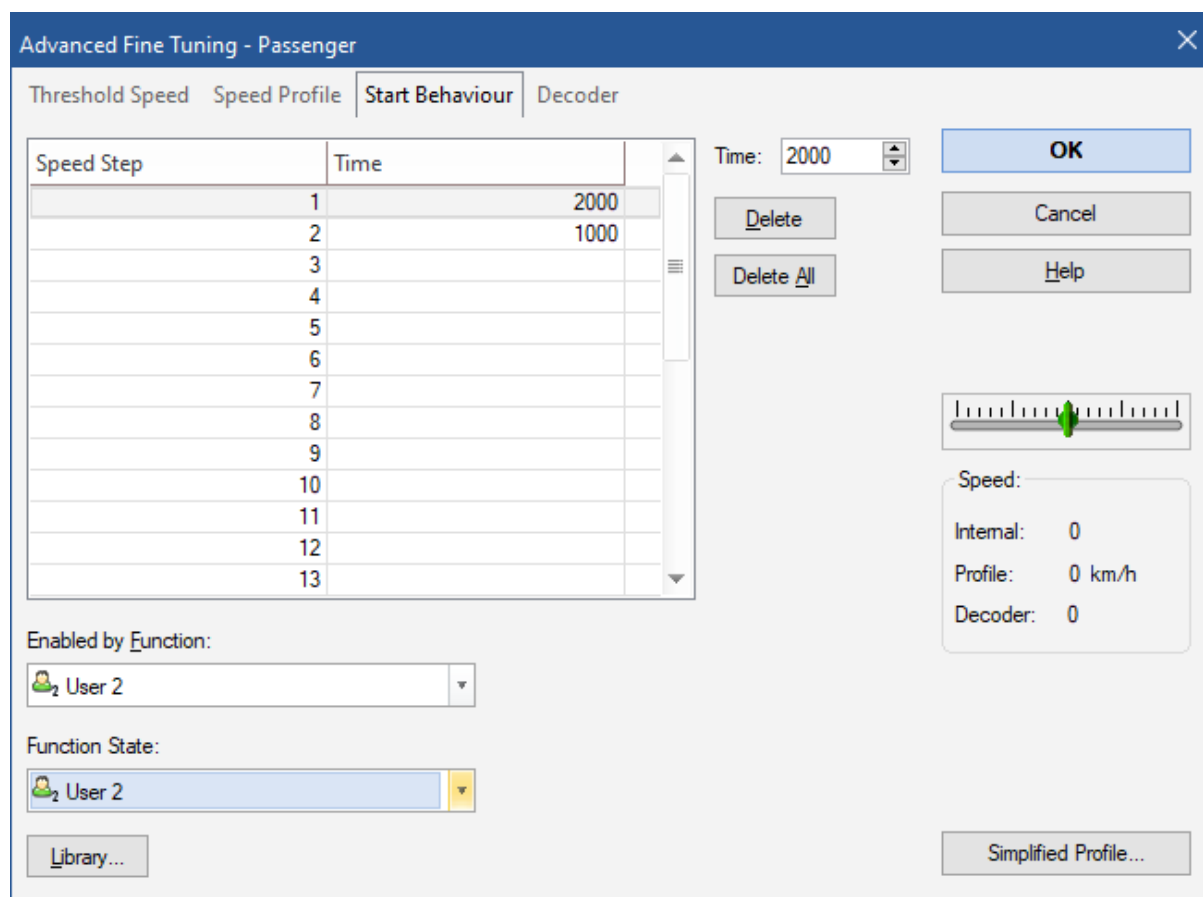 Advanced Fine Tuning - Passenger
Threshold Speed Speed Profile Start Behaviour Decoder
Speed Step Time
1 2000
2 1000
3
4
5
6
7
8
9
10
11
12
13
Time: 2000
Delete
Delete All
OK
Cancel
Help
Speed:
Internal: 0
Profile: 0 km/h
Decoder: 0
Enabled by Function:
2 User 2
Function State:
2 User 2
Library...
Simplified Profile...